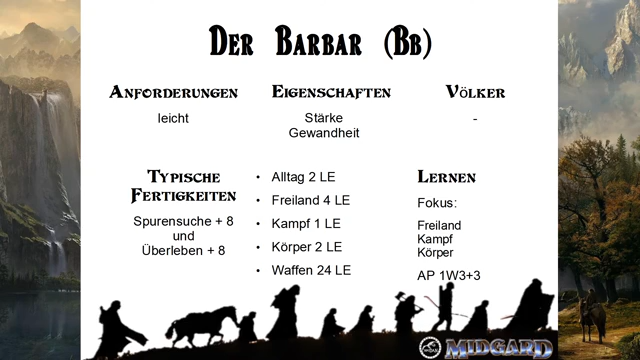 Der Barbar (Bb)
Anforderungen
leicht
Eigenschaften
Stärke
Gewandheit
Völker
-
Typische
Fertigkeiten
Spurensuche + 8
und
Überleben + 8
• Alltag 2 LE
• Freiland 4 LE
• Kampf 1 LE
• Körper 2 LE
• Waffen 24 LE
Lernen
Fokus:
Freiland
Kampf
Körper
AP 1W3+3
MIDGARD